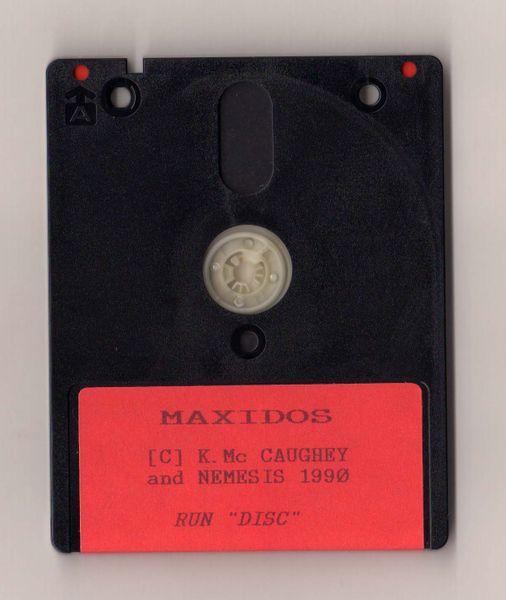 A
MAXIDOS
[C] K.Mc CAUGHEY
and NEMESIS 1990
RUN "DISC"